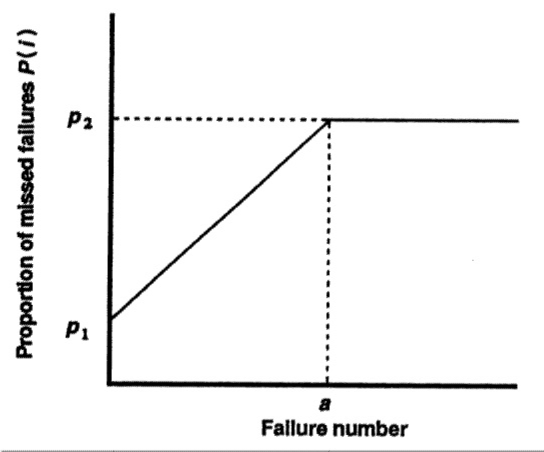 Proportion of missed failures P(i)
p2
p1
a
Failure number